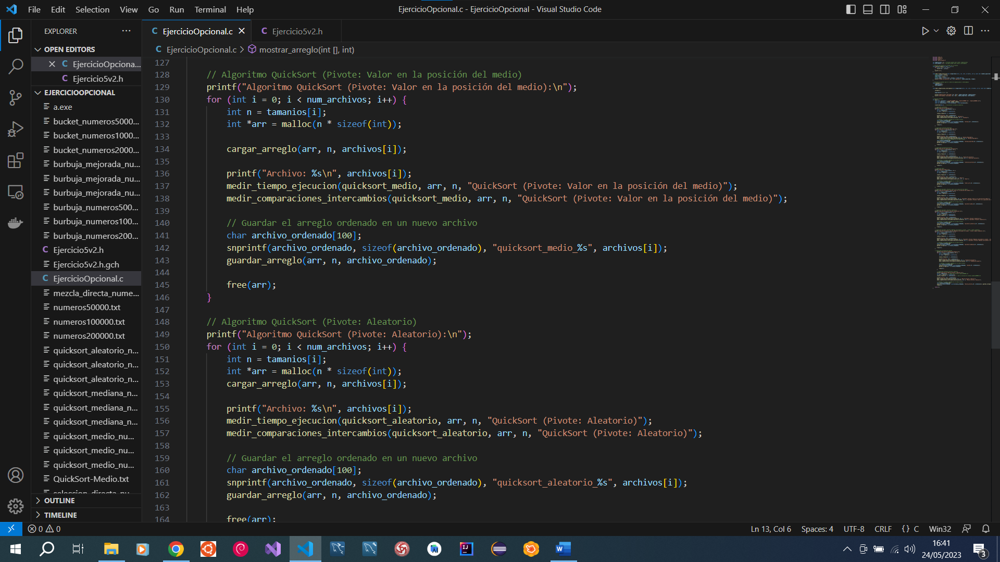 File Edit Selection View Go Run Terminal Help
EjercicioOpcional.c - EjercicioOpcional - Visual Studio Code
EXPLORER
OPEN EDITORS
EjercicioOpciona...
Ejercicio5v2.h
EJERCICIOOPCIONAL
a.exe
bucket_numeros5000...
bucket_numeros1000...
bucket_numeros2000...
burbuja_mejorada_nu...
burbuja_mejorada_nu...
burbuja_mejorada_nu...
burbuja_numeros500...
burbuja_numeros100...
burbuja_numeros200...
Ejercicio5v2.h
Ejercicio5v2.h.gch
EjercicioOpcional.c
mezcla_directa_nume...
numeros50000.txt
numeros100000.txt
numeros200000.txt
quicksort_aleatorio_n...
quicksort_aleatorio_n...
quicksort_aleatorio_n...
quicksort_mediana_n...
quicksort_mediana_n...
quicksort_mediana_n...
quicksort_medio_nu...
quicksort_medio_nu...
quicksort_medio_nu...
QuickSort-Medio.txt
OUTLINE
TIMELINE
EjercicioOpcional.c
Ejercicio5v2.h
EjercicioOpcional.c > mostrar_arreglo(int [], int)
127
128 // Algoritmo QuickSort (Pivote: Valor en la posición del medio)
129 printf("Algoritmo QuickSort (Pivote: Valor en la posición del medio):\n");
130 for (int i = 0; i < num_archivos; i++) {
131 int n = tamanios[i];
132 int *arr = malloc(n * sizeof(int));
133
134 cargar_arreglo(arr, n, archivos[i]);
135
136 printf("Archivo: %s\n", archivos[i]);
137 medir_tiempo_ejecucion(quicksort_medio, arr, n, "QuickSort (Pivote: Valor en la posición del medio)");
138 medir_comparaciones_intercambios(quicksort_medio, arr, n, "QuickSort (Pivote: Valor en la posición del medio)");
139
140 // Guardar el arreglo ordenado en un nuevo archivo
141 char archivo_ordenado[100];
142 snprintf(archivo_ordenado, sizeof(archivo_ordenado), "quicksort_medio_%s", archivos[i]);
143 guardar_arreglo(arr, n, archivo_ordenado);
144
145 free(arr);
146 }
147
148 // Algoritmo QuickSort (Pivote: Aleatorio)
149 printf("Algoritmo QuickSort (Pivote: Aleatorio):\n");
150 for (int i = 0; i < num_archivos; i++) {
151 int n = tamanios[i];
152 int *arr = malloc(n * sizeof(int));
153 cargar_arreglo(arr, n, archivos[i]);
154
155 printf("Archivo: %s\n", archivos[i]);
156 medir_tiempo_ejecucion(quicksort_aleatorio, arr, n, "QuickSort (Pivote: Aleatorio)");
157 medir_comparaciones_intercambios(quicksort_aleatorio, arr, n, "QuickSort (Pivote: Aleatorio)");
158
159 // Guardar el arreglo ordenado en un nuevo archivo
160 char archivo_ordenado[100];
161 snprintf(archivo_ordenado, sizeof(archivo_ordenado), "quicksort_aleatorio_%s", archivos[i]);
162 guardar_arreglo(arr, n, archivo_ordenado);
163
164 free(arr);
0 0
Ln 13, Col 6 Spaces: 4 UTF-8 CRLF {} C Win32
16:41
24/05/2023
3